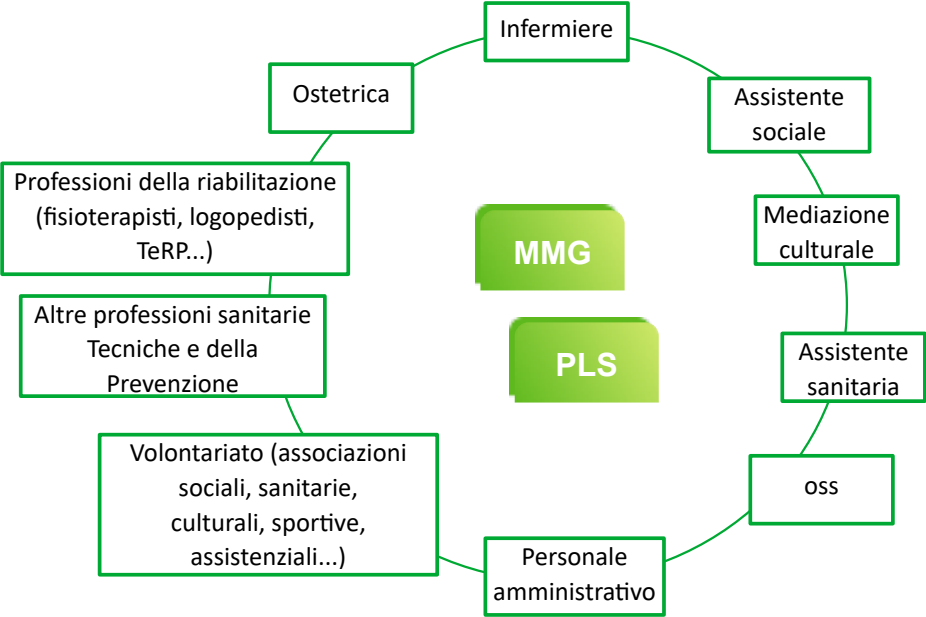 Infermiere
Ostetrica
Assistente
sociale
Professioni della riabilitazione
(fisioterapisti, logopedisti,
TeRP...)
Mediazione
culturale
MMG
Altre professioni sanitarie
Tecniche e della
Prevenzione
PLS
Assistente
sanitaria
Volontariato (associazioni
sociali, sanitarie,
culturali, sportive,
assistenziali...)
oss
Personale
amministrativo